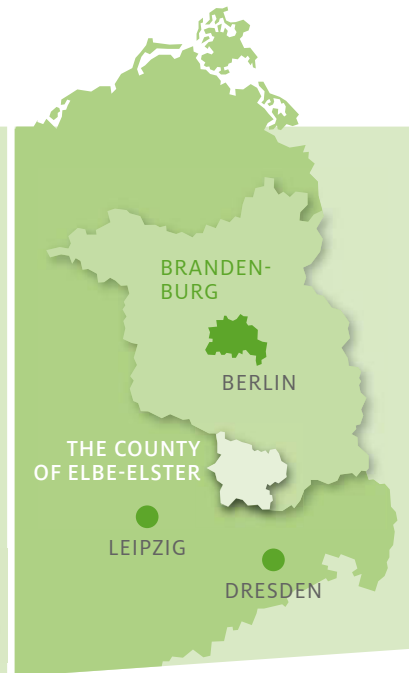 BRANDEN-
BURG
BERLIN
THE COUNTY
OF ELBE-ELSTER
LEIPZIG
DRESDEN